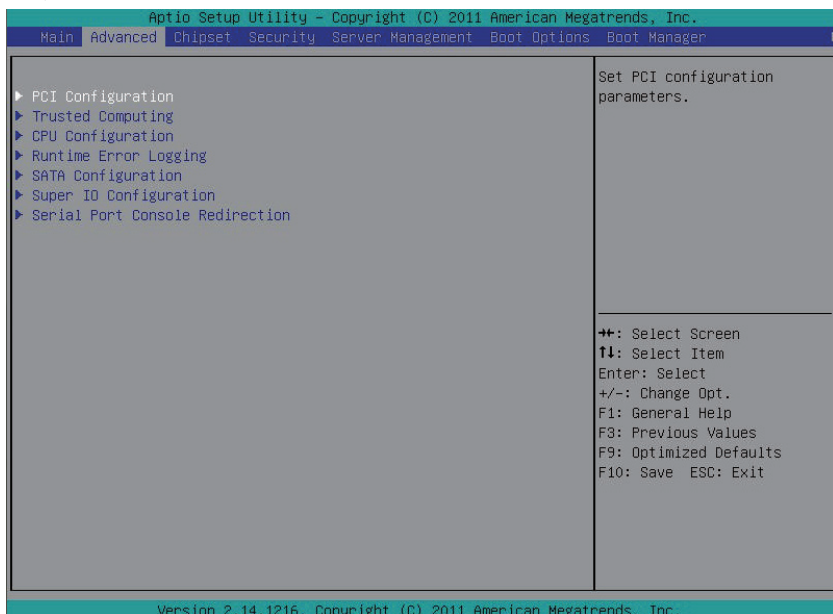 Aptio Setup Utility – Copyright (C) 2011 American Megatrends, Inc.
Main Advanced Chipset Security Server Management Boot Options Boot Manager
▶ PCI Configuration
▶ Trusted Computing
▶ CPU Configuration
▶ Runtime Error Logging
▶ SATA Configuration
▶ Super IO Configuration
▶ Serial Port Console Redirection
Set PCI configuration
parameters.
→←: Select Screen
↑↓: Select Item
Enter: Select
+/-: Change Opt.
F1: General Help
F3: Previous Values
F9: Optimized Defaults
F10: Save ESC: Exit
Version 2.14.1216. Copyright (C) 2011 American Megatrends, Inc.